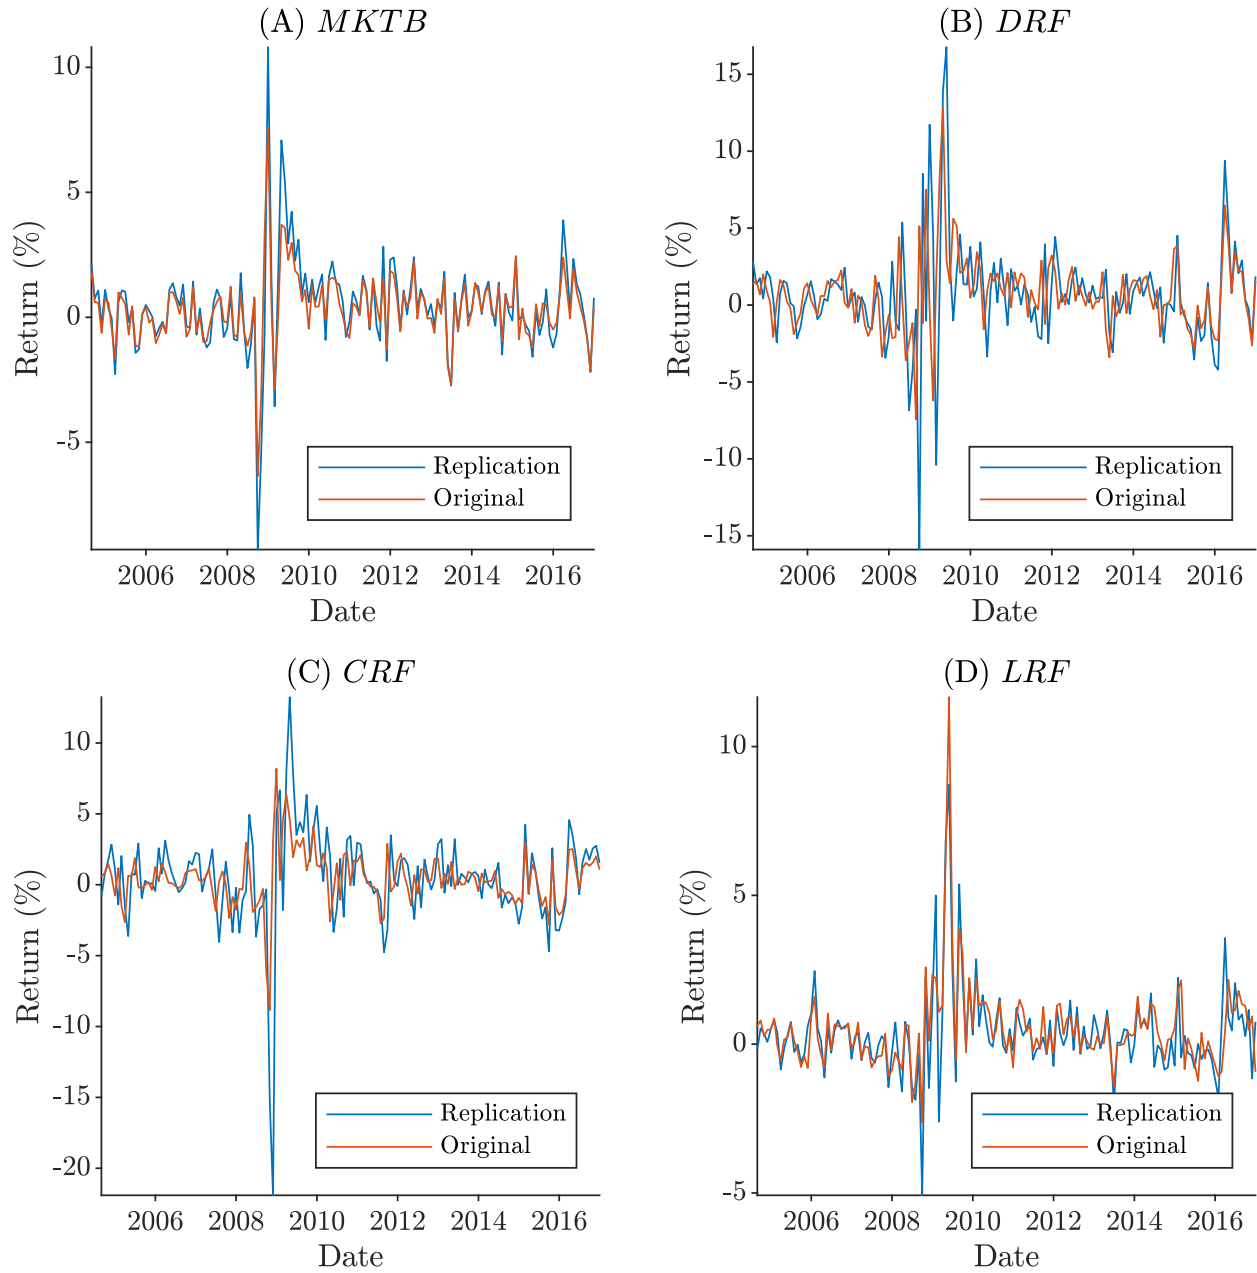 (A) MKTB
Return (%)
10
5
0
-5
2006 2008 2010 2012 2014 2016
Date
Replication
Original
(B) DRF
Return (%)
15
10
5
0
-5
-10
-15
2006 2008 2010 2012 2014 2016
Date
Replication
Original
(C) CRF
Return (%)
10
5
0
-5
-10
-15
-20
2006 2008 2010 2012 2014 2016
Date
Replication
Original
(D) LRF
Return (%)
10
5
0
-5
2006 2008 2010 2012 2014 2016
Date
Replication
Original